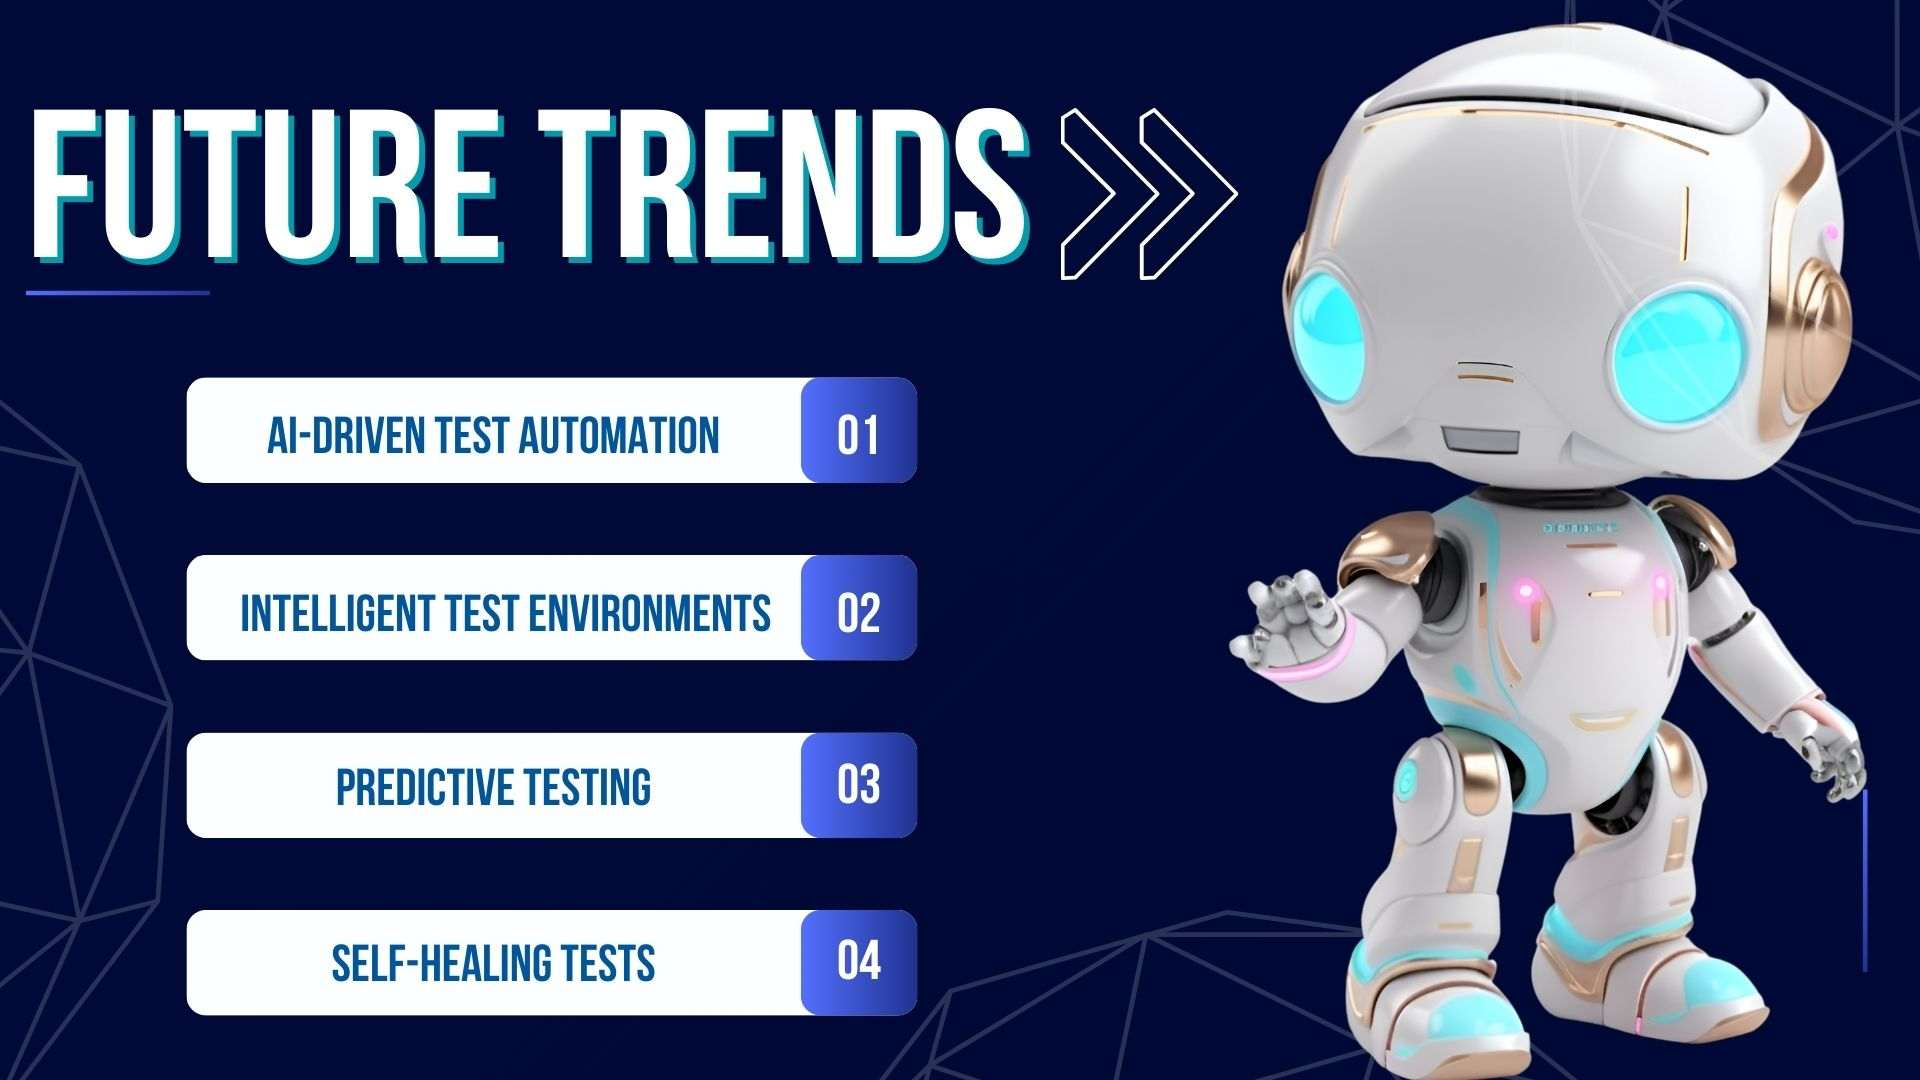 FUTURE TRENDS
AI-DRIVEN TEST AUTOMATION 01
INTELLIGENT TEST ENVIRONMENTS 02
PREDICTIVE TESTING 03
SELF-HEALING TESTS 04